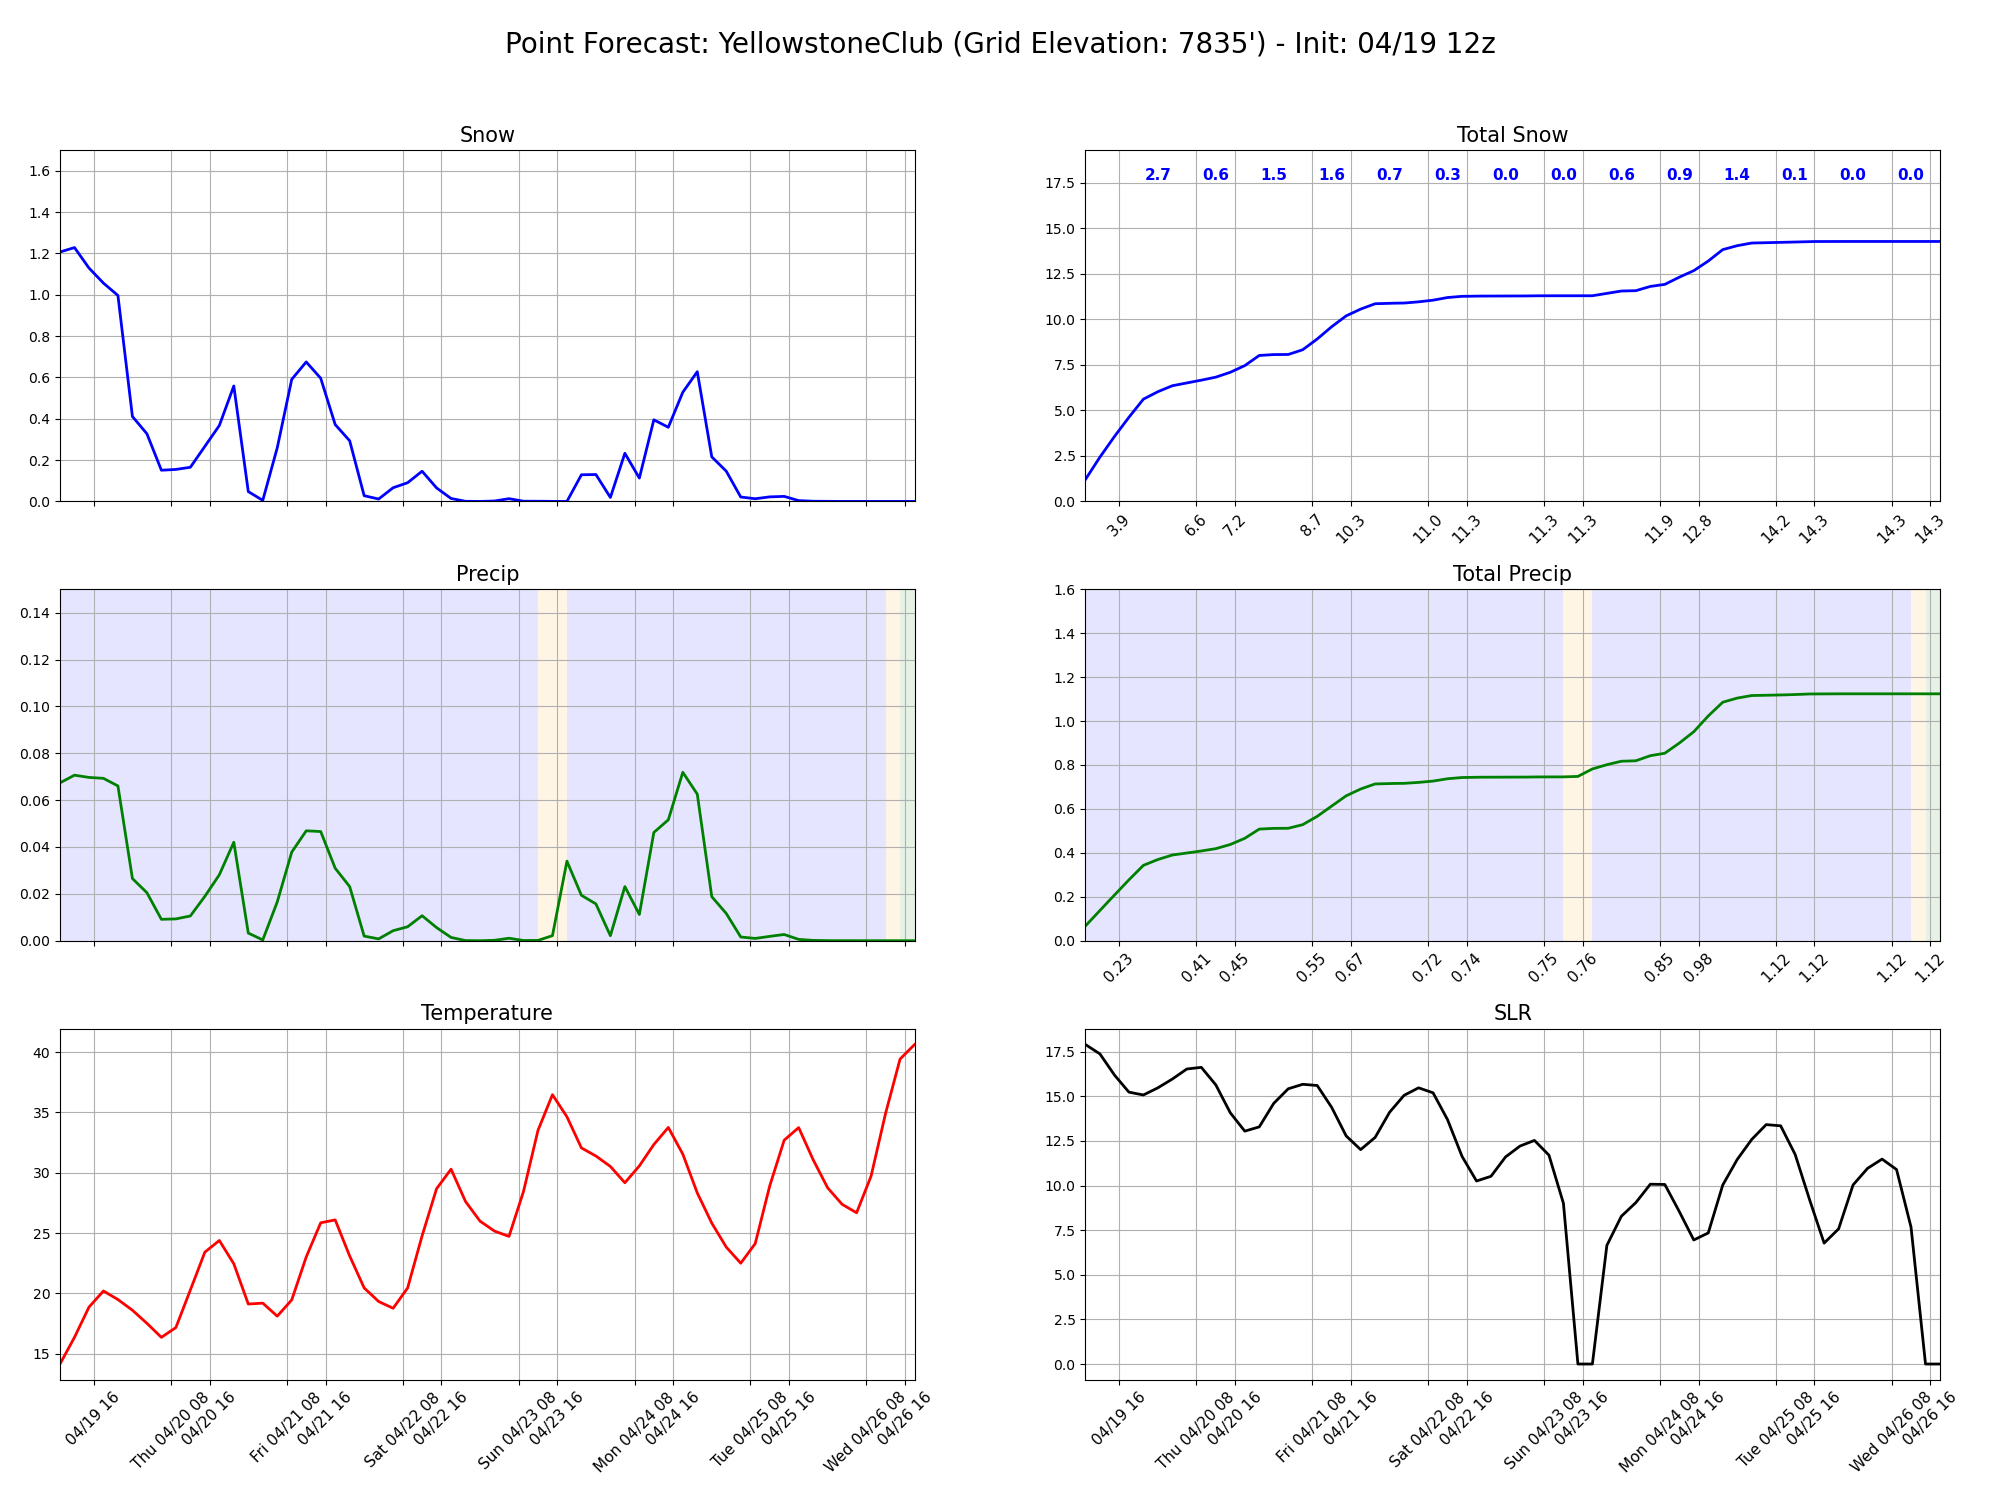 Point Forecast: YellowstoneClub (Grid Elevation: 7835') - Init: 04/19 12z
Snow
1.6
1.4
1.2
1.0
0.8
0.6
0.4
0.2
0.0
Total Snow
2.7 0.6 1.5 1.6 0.7 0.3 0.0 0.0 0.6 0.9 1.4 0.1 0.0 0.0
17.5
15.0
12.5
10.0
7.5
5.0
2.5
0.0
3.9 6.6 7.2 8.7 10.3 11.0 11.3 11.3 11.3 11.9 12.8 14.2 14.3 14.3 14.3
Precip
0.14
0.12
0.10
0.08
0.06
0.04
0.02
0.00
Total Precip
1.6
1.4
1.2
1.0
0.8
0.6
0.4
0.2
0.0
0.23 0.41 0.45 0.55 0.67 0.72 0.74 0.75 0.76 0.85 0.98 1.12 1.12 1.12 1.12
Temperature
40
35
30
25
20
15
04/19 16
Thu 04/20 08
04/20 16
Fri 04/21 08
04/21 16
Sat 04/22 08
04/22 16
Sun 04/23 08
04/23 16
Mon 04/24 08
04/24 16
Tue 04/25 08
04/25 16
Wed 04/26 08
04/26 16
SLR
17.5
15.0
12.5
10.0
7.5
5.0
2.5
0.0
04/19 16
Thu 04/20 08
04/20 16
Fri 04/21 08
04/21 16
Sat 04/22 08
04/22 16
Sun 04/23 08
04/23 16
Mon 04/24 08
04/24 16
Tue 04/25 08
04/25 16
Wed 04/26 08
04/26 16